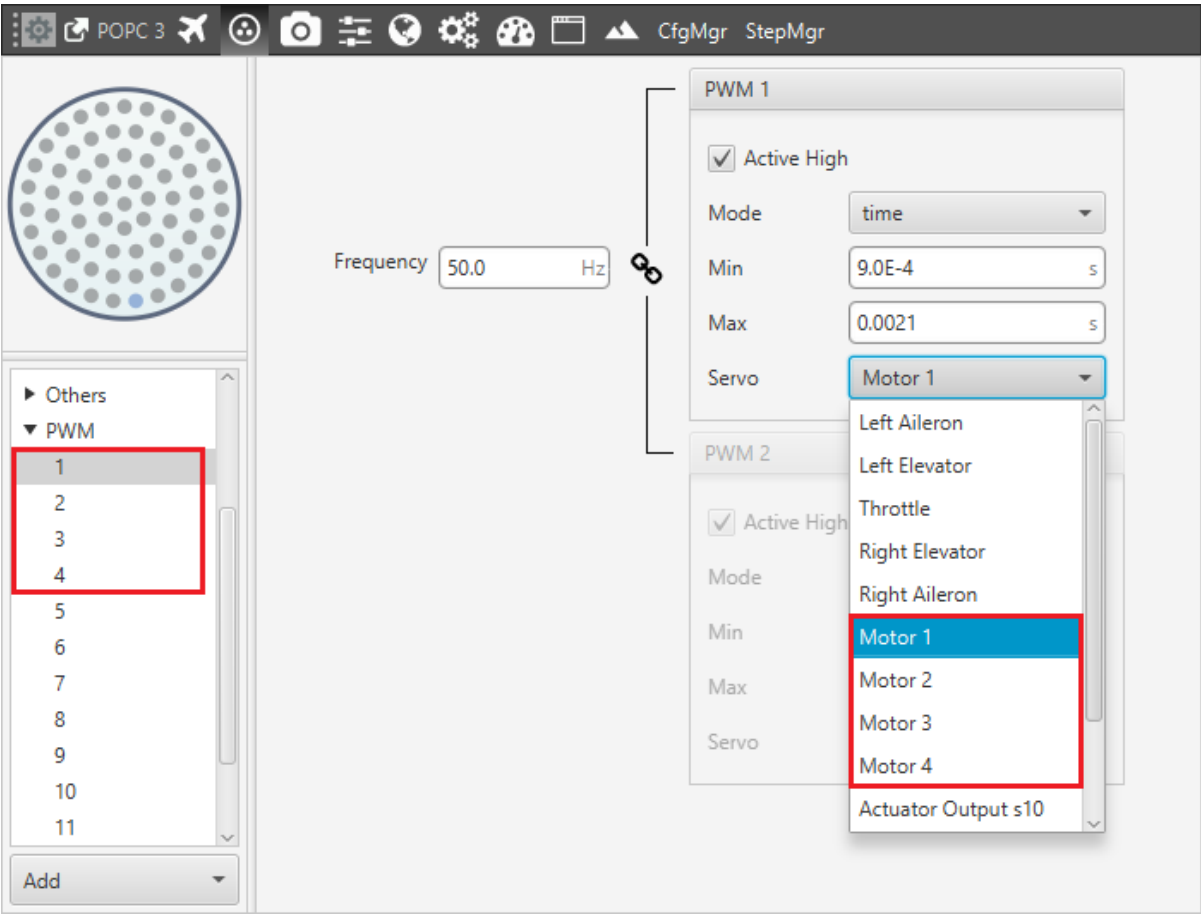 POPC 3 CfgMgr StepMgr
Others
PWM
1
2
3
4
5
6
7
8
9
10
11
Add
Frequency 50.0 Hz
PWM 1
Active High
Mode time
Min 9.0E-4 s
Max 0.0021 s
Servo Motor 1
Left Aileron
Left Elevator
Throttle
Right Elevator
Right Aileron
Motor 1
Motor 2
Motor 3
Motor 4
Actuator Output s10
PWM 2
Active High
Mode
Min
Max
Servo